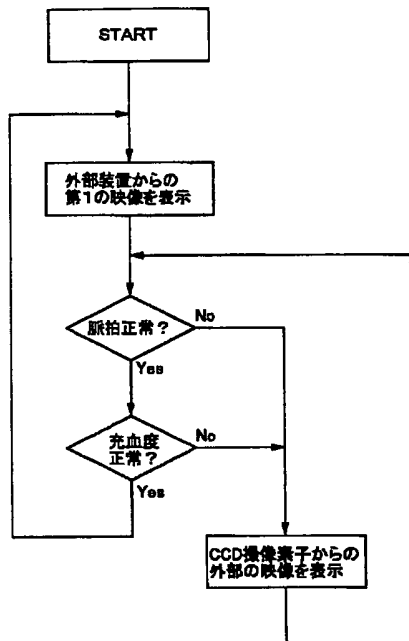 START
外部装置からの
第1の映像を表示
脈拍正常?
No
Yes
充血度
正常?
No
Yes
CCD撮像素子からの
外部の映像を表示